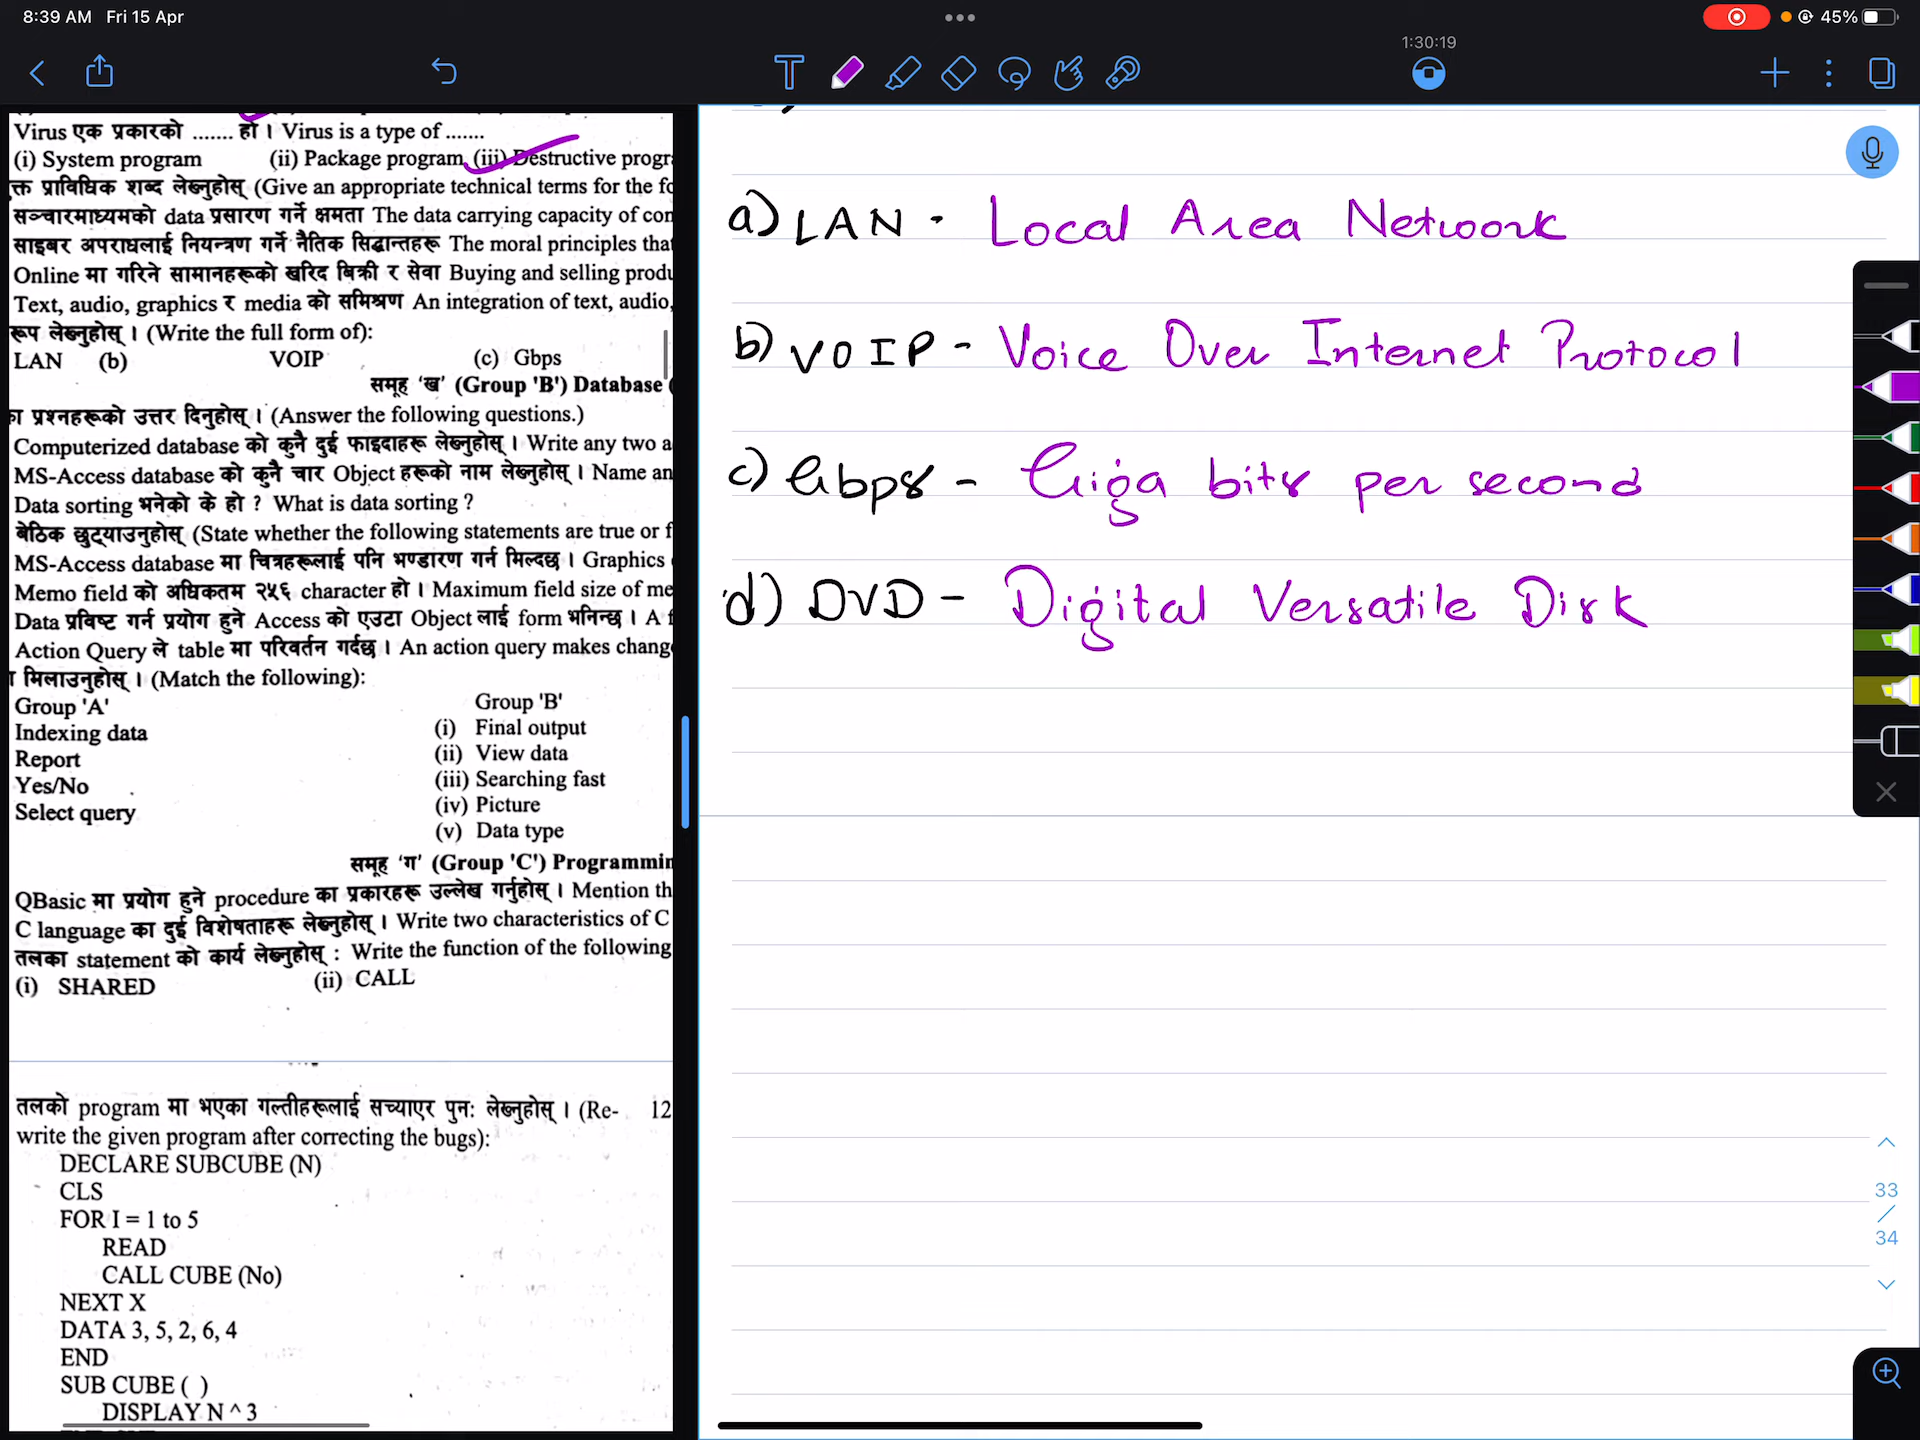 8:39 AM Fri 15 Apr
45%
1:30:19
Virus एक प्रकारको ....... हो । Virus is a type of .......
(i) System program (ii) Package program (iii) Destructive progr
क्त प्राविधिक शब्द लेख्नुहोस् (Give an appropriate technical terms for the fo
सञ्चारमाध्यमको data प्रसारण गर्ने क्षमता The data carrying capacity of con
साइबर अपराधलाई नियन्त्रण गर्ने नैतिक सिद्धान्तहरू The moral principles tha
Online मा गरिने सामानहरूको खरिद बिक्री र सेवा Buying and selling produ
Text, audio, graphics र media को समिश्रण An integration of text, audio,
रूप लेख्नुहोस् । (Write the full form of):
LAN (b) VOIP (c) Gbps
समूह 'ख' (Group 'B') Database
का प्रश्नहरूको उत्तर दिनुहोस् । (Answer the following questions.)
Computerized database को कुनै दुई फाइदाहरू लेख्नुहोस् । Write any two a
MS-Access database को कुनै चार Object हरूको नाम लेख्नुहोस् । Name an
Data sorting भनेको के हो ? What is data sorting ?
बेठिक छुट्याउनुहोस् (State whether the following statements are true or f
MS-Access database मा चित्रहरूलाई पनि भण्डारण गर्न मिल्दछ । Graphics
Memo field को अधिकतम २५६ character हो । Maximum field size of me
Data प्रविष्ट गर्न प्रयोग हुने Access को एउटा Object लाई form भनिन्छ । A f
Action Query ले table मा परिवर्तन गर्दछ । An action query makes chang
मिलाउनुहोस् । (Match the following):
Group 'A' Group 'B'
Indexing data (i) Final output
Report (ii) View data
Yes/No (iii) Searching fast
Select query (iv) Picture
(v) Data type
समूह 'ग' (Group 'C') Programmin
QBasic मा प्रयोग हुने procedure का प्रकारहरू उल्लेख गर्नुहोस् । Mention th
C language का दुई विशेषताहरू लेख्नुहोस् । Write two characteristics of C
तलका statement को कार्य लेख्नुहोस् : Write the function of the following
(i) SHARED (ii) CALL
तलको program मा भएका गल्तीहरूलाई सच्याएर पुन: लेख्नुहोस् । (Re- 12
write the given program after correcting the bugs):
DECLARE SUBCUBE (N)
CLS
FOR I = 1 to 5
READ
CALL CUBE (No)
NEXT X
DATA 3, 5, 2, 6, 4
END
SUB CUBE ( )
DISPLAY N ^ 3
a) LAN - Local Area Network
b) VOIP - Voice Over Internet Protocol
c) Gbps - Giga bits per second
d) DVD - Digital Versatile Disk
33
/
34